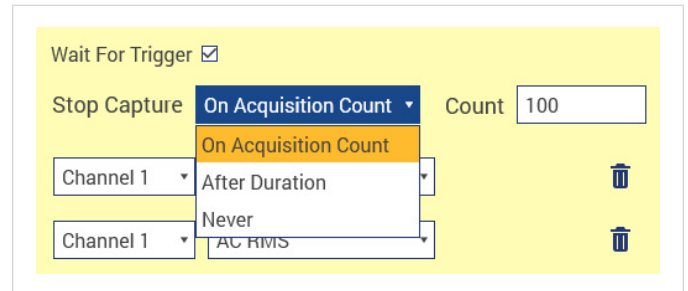 Wait For Trigger
Stop Capture On Acquisition Count Count 100
On Acquisition Count
Channel 1 After Duration
Never
Channel 1 AC RMS